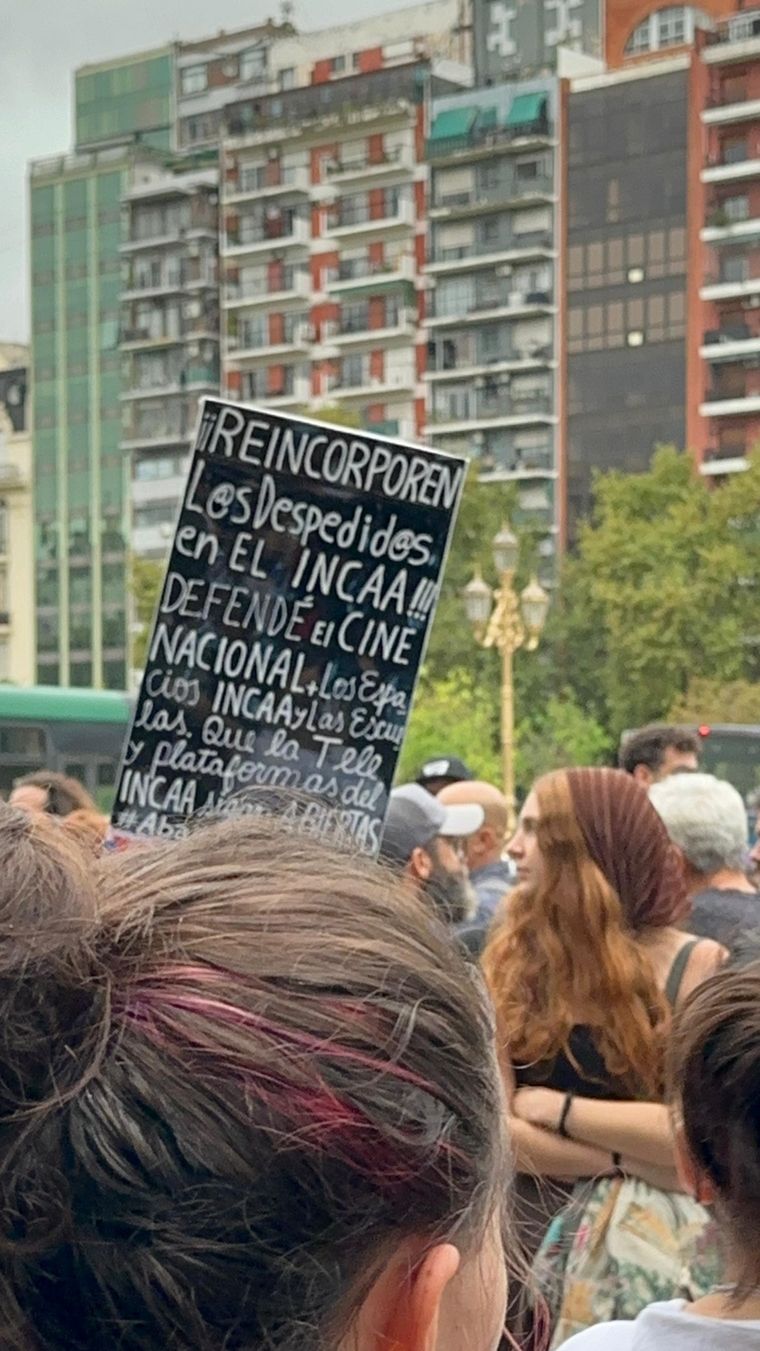 ¡¡REINCORPOREN
L@s Despedid@s
en EL INCAA!!!
DEFENDÉ El CINE
NACIONAL + Los Espa
cios INCAA y Las Escue
las. Que la Tele
y plataformas del
INCAA ABIERTAS